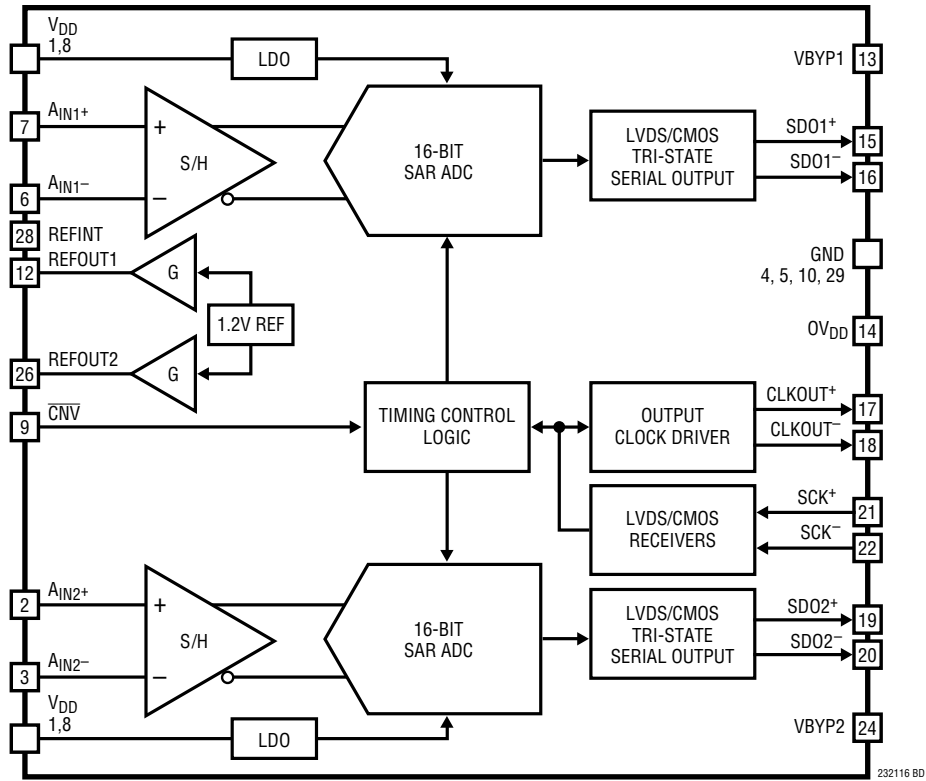 VDD
1,8
LDO
VBYP1 13
7 AIN1+
+
S/H
6 AIN1–
–
16-BIT
SAR ADC
LVDS/CMOS
TRI-STATE
SERIAL OUTPUT
SDO1+ 15
SDO1– 16
28 REFINT
12 REFOUT1
G
1.2V REF
26 REFOUT2
G
GND
4, 5, 10, 29
OVDD 14
9 CNV
TIMING CONTROL
LOGIC
OUTPUT
CLOCK DRIVER
CLKOUT+ 17
CLKOUT– 18
LVDS/CMOS
RECEIVERS
SCK+ 21
SCK– 22
2 AIN2+
+
S/H
3 AIN2–
–
16-BIT
SAR ADC
LVDS/CMOS
TRI-STATE
SERIAL OUTPUT
SDO2+ 19
SDO2– 20
VDD
1,8
LDO
VBYP2 24
232116 BD